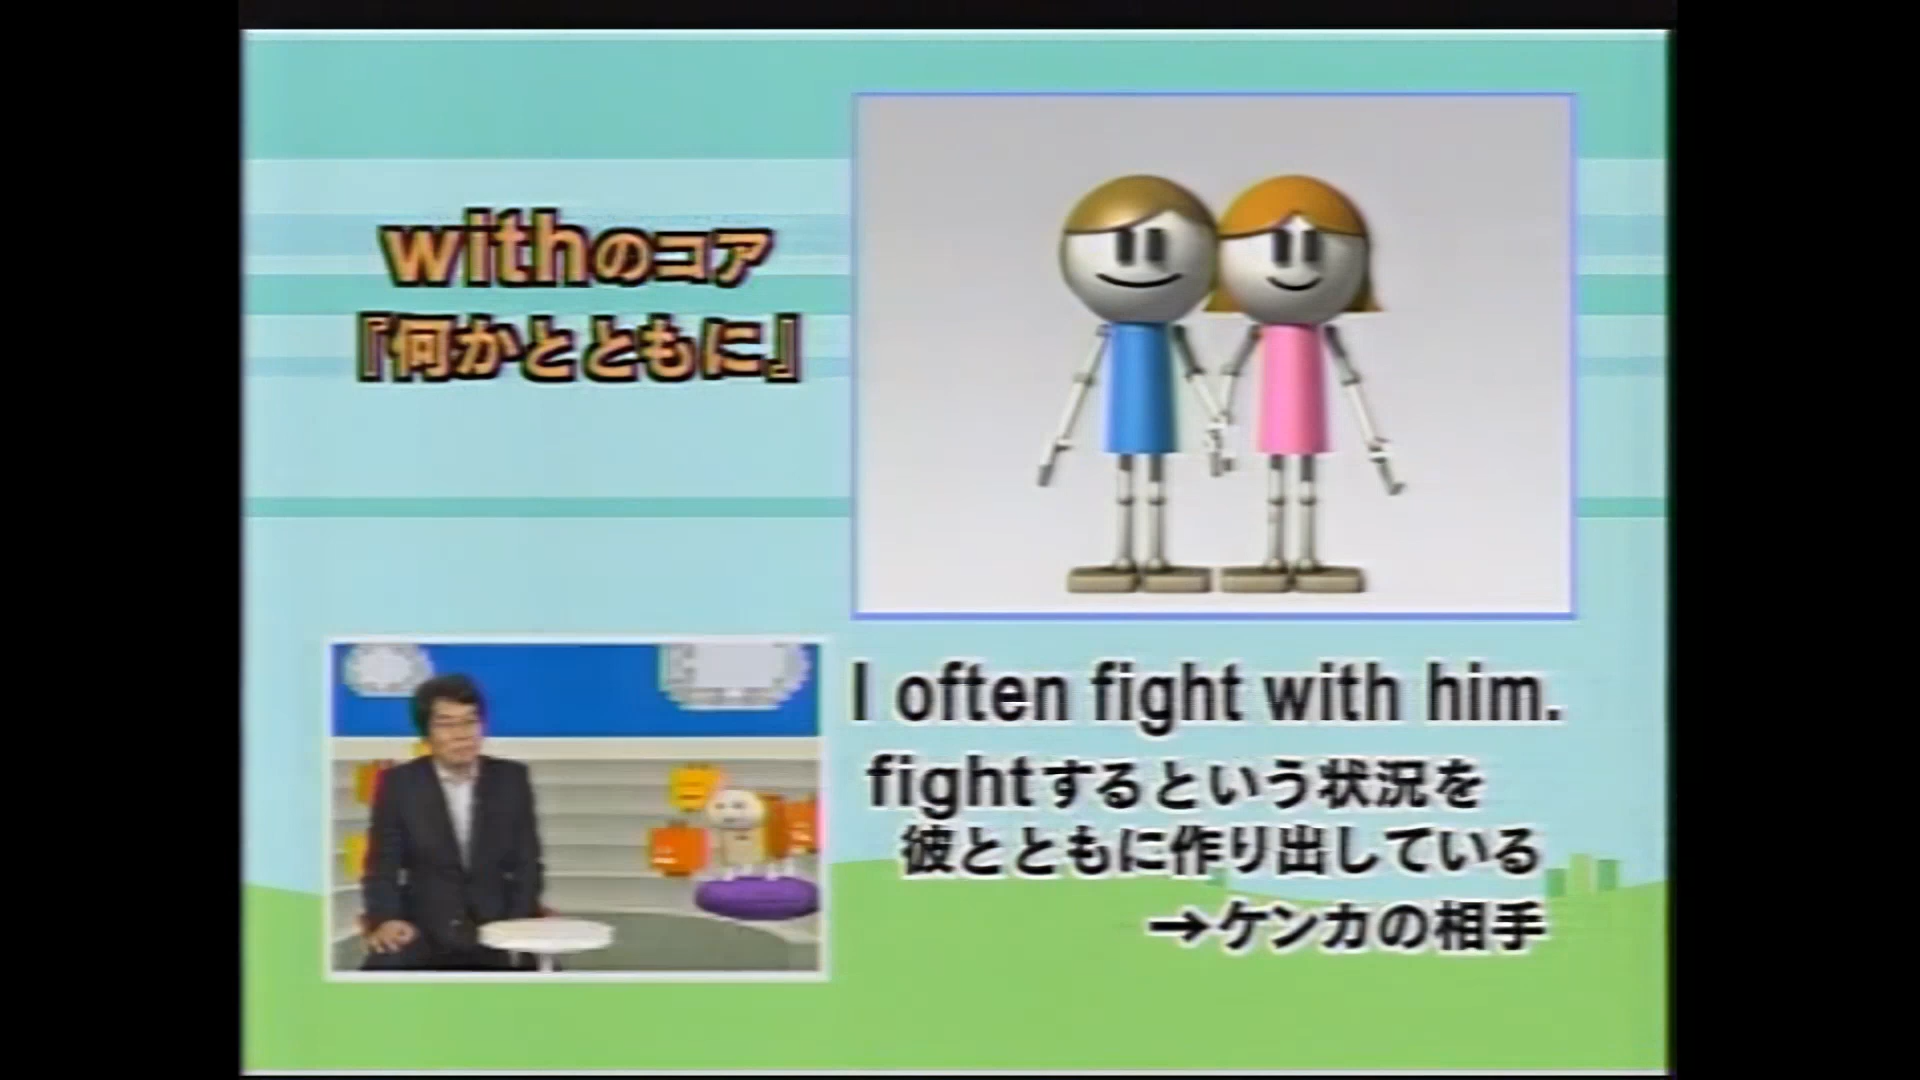 withのコア
『何かとともに』
I often fight with him.
fightするという状況を
彼とともに作り出している
→ケンカの相手